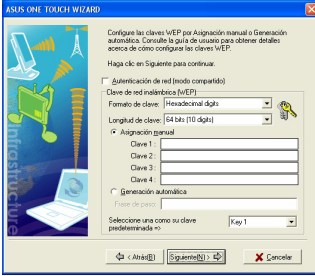 ASUS ONE TOUCH WIZARD
Configure las claves WEP por Asignación manual o Generación
automática. Consulte la guía de usuario para obtener detalles
acerca de cómo configurar las claves WEP.
Haga clic en Siguiente para continuar.
Autenticación de red (modo compartido)
Clave de red inalámbrica (WEP)
Formato de clave: Hexadecimal digits
Longitud de clave: 64 bits (10 digits)
Asignación manual
Clave 1 :
Clave 2 :
Clave 3 :
Clave 4 :
Generación automática
Frase de paso:
Seleccione una como su clave Key 1
predeterminada =>
< Atrás(B) Siguiente(N) > Cancelar
Infrastructure